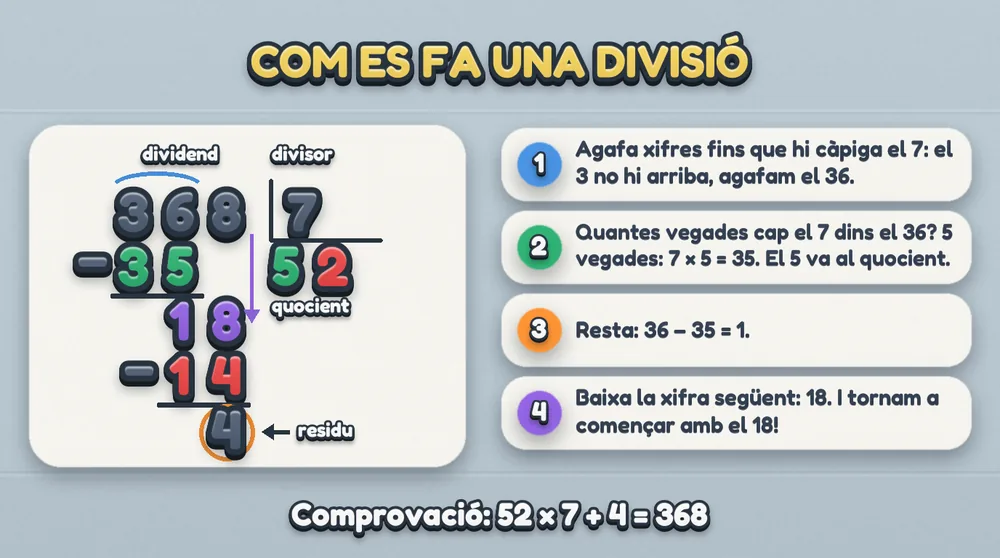 COM ES FA UNA DIVISIÓ
dividend divisor
368 7
- 35 52
quocient
18
- 14
4 residu
1
Agafa xifres fins que hi càpiga el 7: el
3 no hi arriba, agafam el 36.
2
Quantes vegades cap el 7 dins el 36? 5
vegades: 7 × 5 = 35. El 5 va al quocient.
3
Resta: 36 – 35 = 1.
4
Baixa la xifra següent: 18. I tornam a
començar amb el 18!
Comprovació: 52 × 7 + 4 = 368